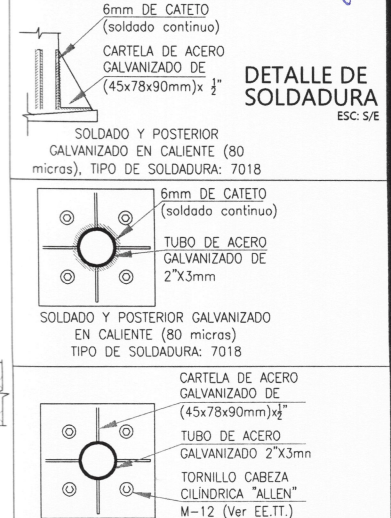 6mm DE CATETO
(soldado continuo)
CARTELA DE ACERO
GALVANIZADO DE
(45x78x90mm)x ½"
DETALLE DE
SOLDADURA
ESC: S/E
SOLDADO Y POSTERIOR
GALVANIZADO EN CALIENTE (80
micras), TIPO DE SOLDADURA: 7018
6mm DE CATETO
(soldado continuo)
TUBO DE ACERO
GALVANIZADO DE
2"X3mm
SOLDADO Y POSTERIOR GALVANIZADO
EN CALIENTE (80 micras)
TIPO DE SOLDADURA: 7018
CARTELA DE ACERO
GALVANIZADO DE
(45x78x90mm)x½"
TUBO DE ACERO
GALVANIZADO 2"X3mm
TORNILLO CABEZA
CILÍNDRICA "ALLEN"
M-12 (Ver EE.TT.)